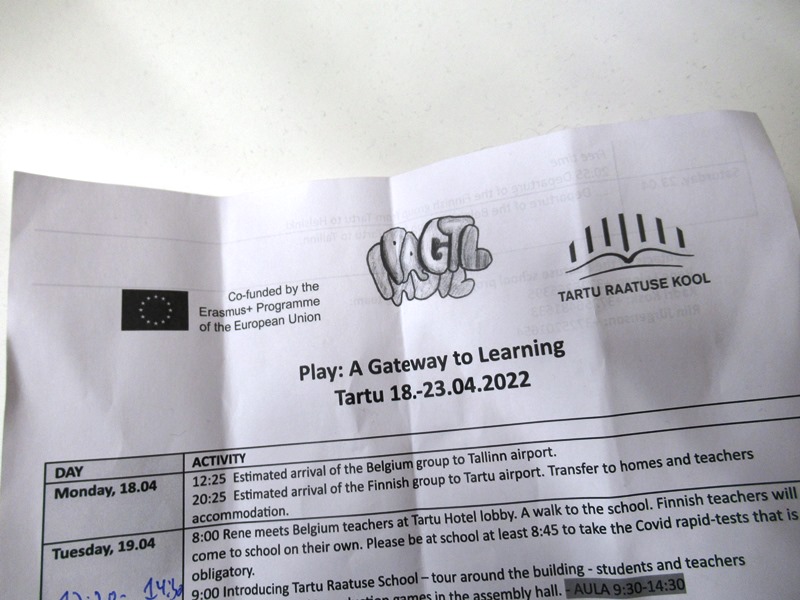 Co-funded by the
Erasmus+ Programme
of the European Union
PAGTL
TARTU RAATUSE KOOL
Play: A Gateway to Learning
Tartu 18.-23.04.2022
DAY
ACTIVITY
Monday, 18.04
12:25 Estimated arrival of the Belgium group to Tallinn airport.
20:25 Estimated arrival of the Finnish group to Tartu airport. Transfer to homes and teachers
accommodation.
Tuesday, 19.04
8:00 Rene meets Belgium teachers at Tartu Hotel lobby. A walk to the school. Finnish teachers will
come to school on their own. Please be at school at least 8:45 to take the Covid rapid-tests that is
obligatory.
9:00 Introducing Tartu Raatuse School – tour around the building - students and teachers
games in the assembly hall. - AULA 9:30-14:30